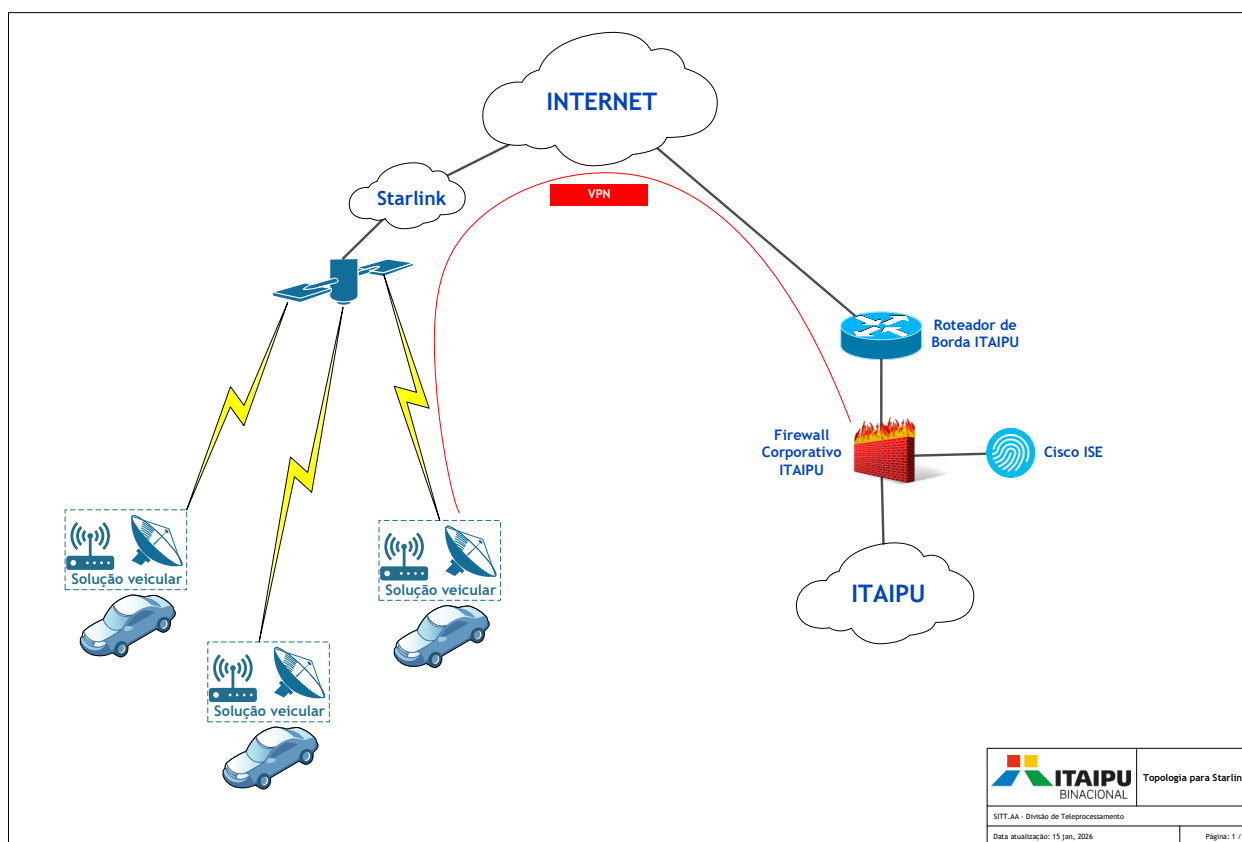 INTERNET
Starlink
VPN
Roteador de
Borda ITAIPU
Firewall
Corporativo
ITAIPU
Cisco ISE
Solução veicular
Solução veicular
ITAIPU
Solução veicular
ITAIPU
BINACIONAL
Topologia para Starlin
SITT.AA - Divisão de Teleprocessamento
Data atualização: 15 jan, 2026
Página: 1 /